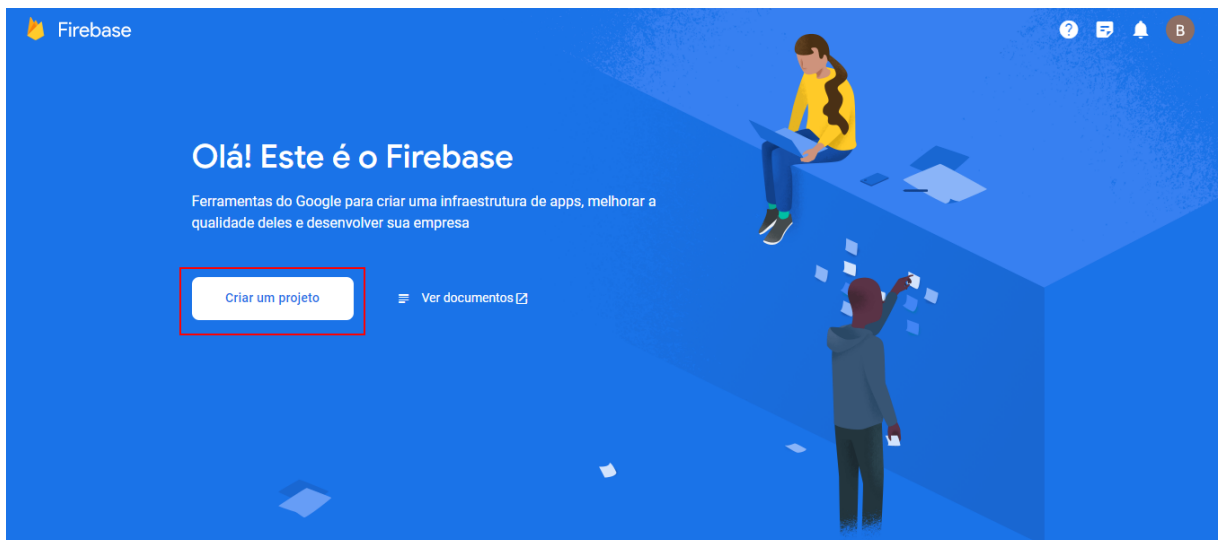 Firebase
B
Olá! Este é o Firebase
Ferramentas do Google para criar uma infraestrutura de apps, melhorar a
qualidade deles e desenvolver sua empresa
Criar um projeto
Ver documentos